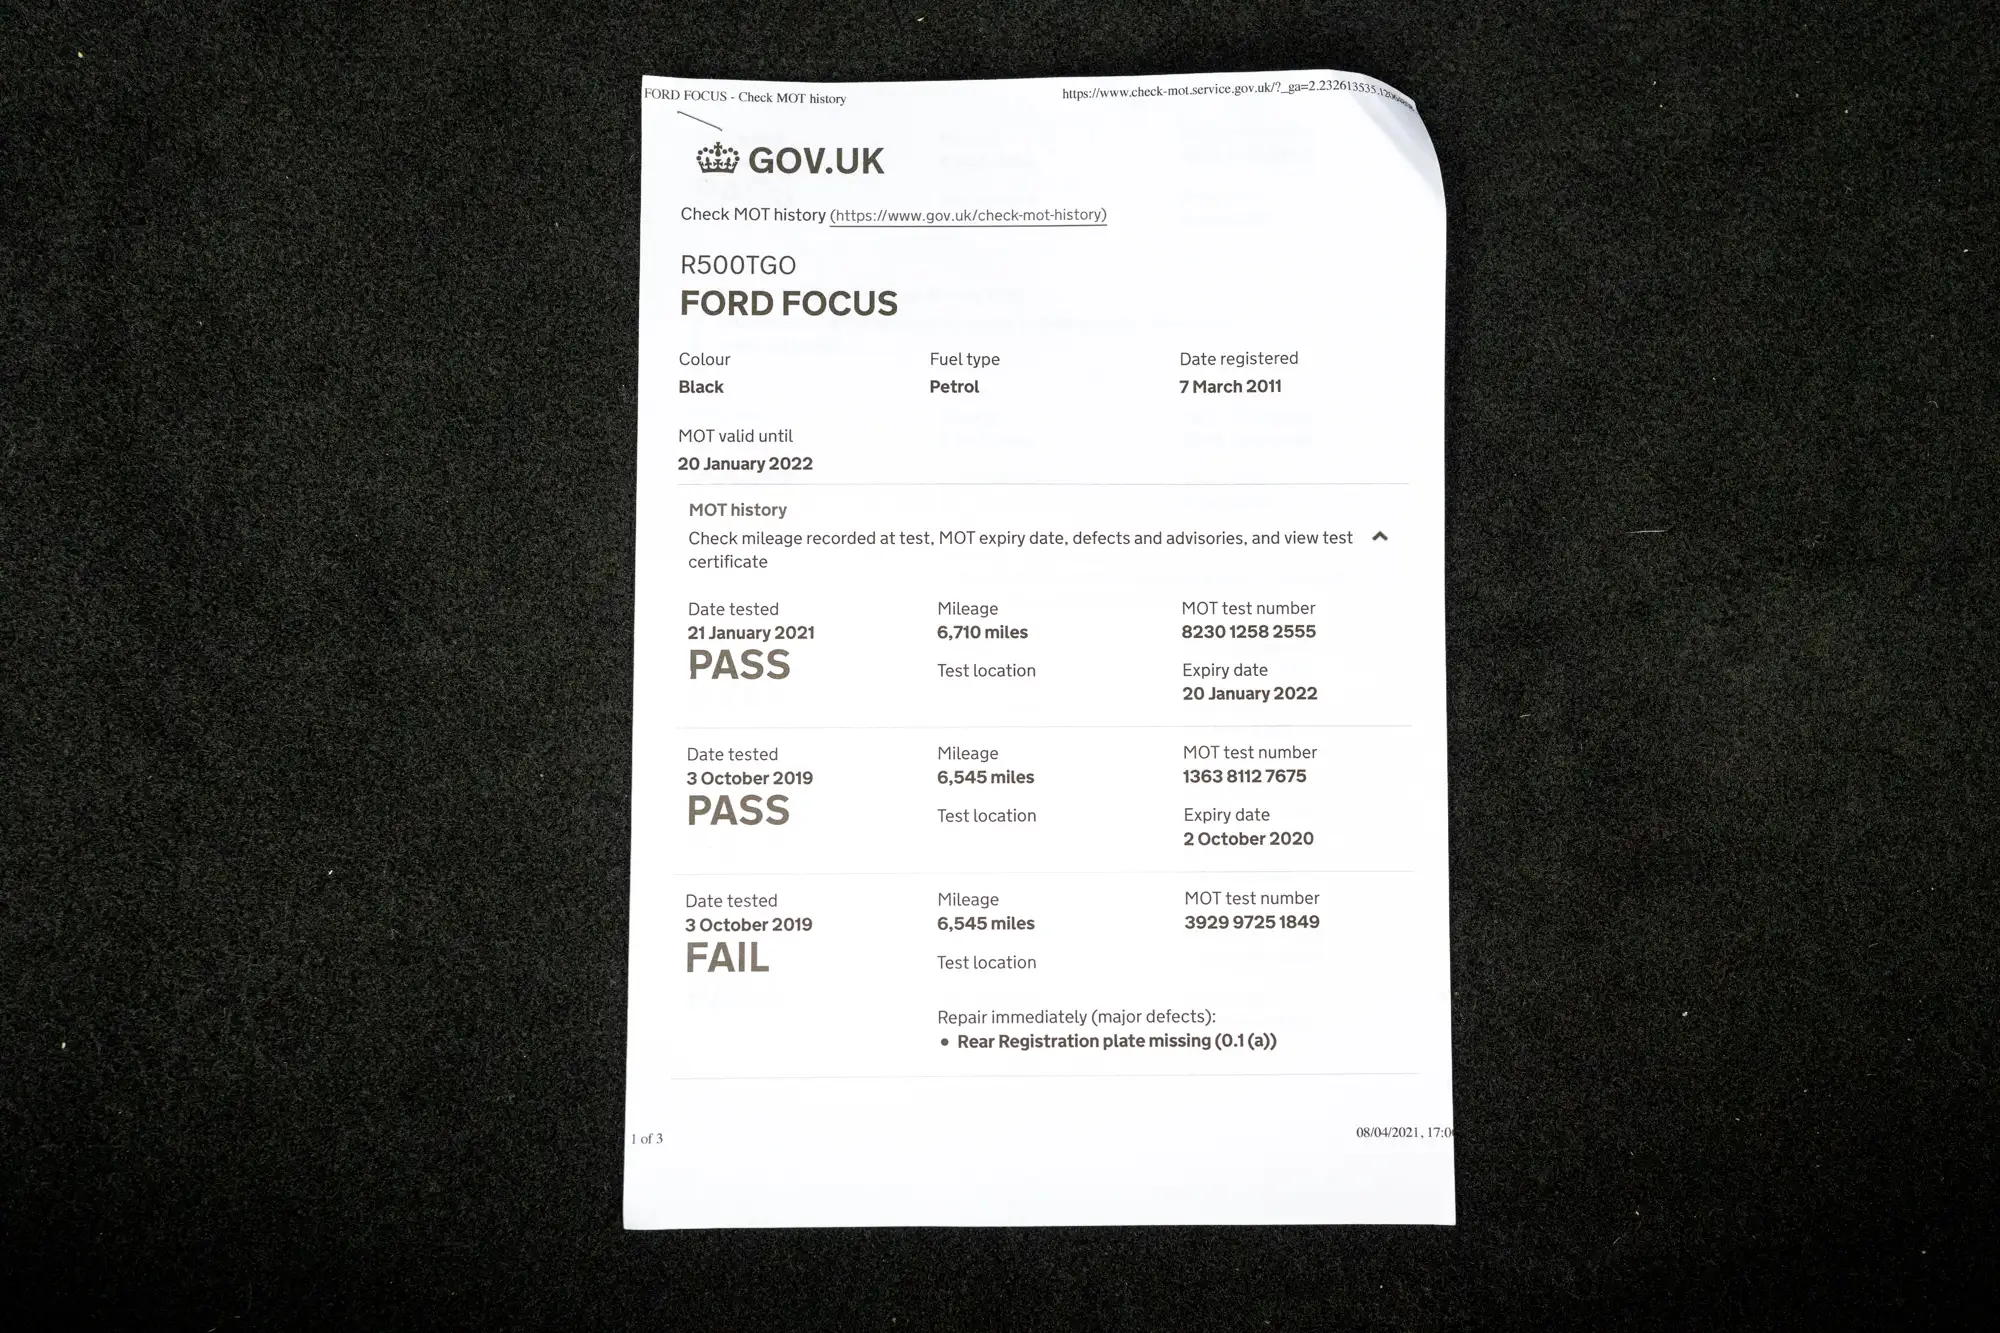 FORD FOCUS - Check MOT history
https://www.check-mot.service.gov.uk/?_ga=2.232613535.
GOV.UK
Check MOT history (https://www.gov.uk/check-mot-history)
R500TGO
FORD FOCUS
Colour Fuel type Date registered
Black Petrol 7 March 2011
MOT valid until
20 January 2022
MOT history
Check mileage recorded at test, MOT expiry date, defects and advisories, and view test
certificate
Date tested Mileage MOT test number
21 January 2021 6,710 miles 8230 1258 2555
PASS
Test location Expiry date
20 January 2022
Date tested Mileage MOT test number
3 October 2019 6,545 miles 1363 8112 7675
PASS
Test location Expiry date
2 October 2020
Date tested Mileage MOT test number
3 October 2019 6,545 miles 3929 9725 1849
FAIL
Test location
Repair immediately (major defects):
• Rear Registration plate missing (0.1 (a))
1 of 3
08/04/2021, 17:0